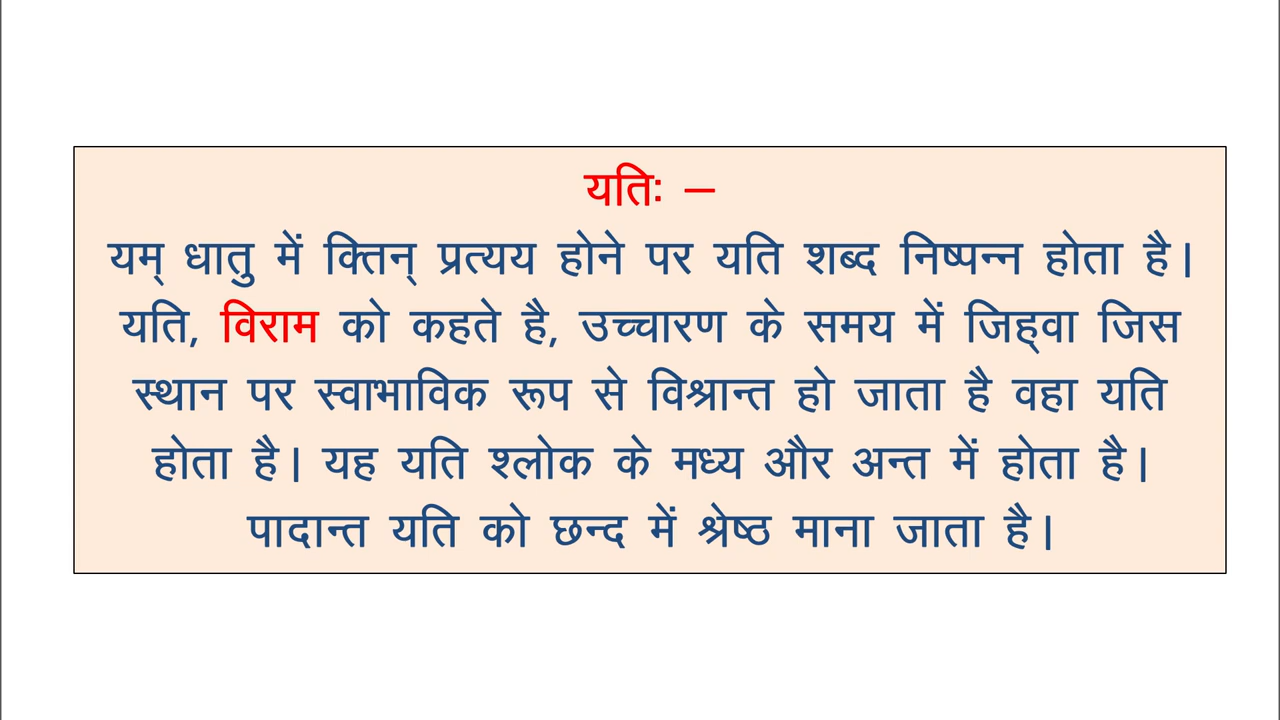 यतिः –
यम् धातु में क्तिन् प्रत्यय होने पर यति शब्द निष्पन्न होता है।
यति, विराम को कहते है, उच्चारण के समय में जिह्वा जिस
स्थान पर स्वाभाविक रूप से विश्रान्त हो जाता है वहा यति
होता है। यह यति श्लोक के मध्य और अन्त में होता है।
पादान्त यति को छन्द में श्रेष्ठ माना जाता है।